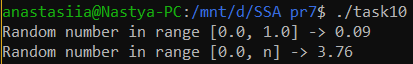 anastasiia@Nastya-PC:/mnt/d/SSA pr7$ ./task10
Random number in range [0.0, 1.0] -> 0.09
Random number in range [0.0, n] -> 3.76